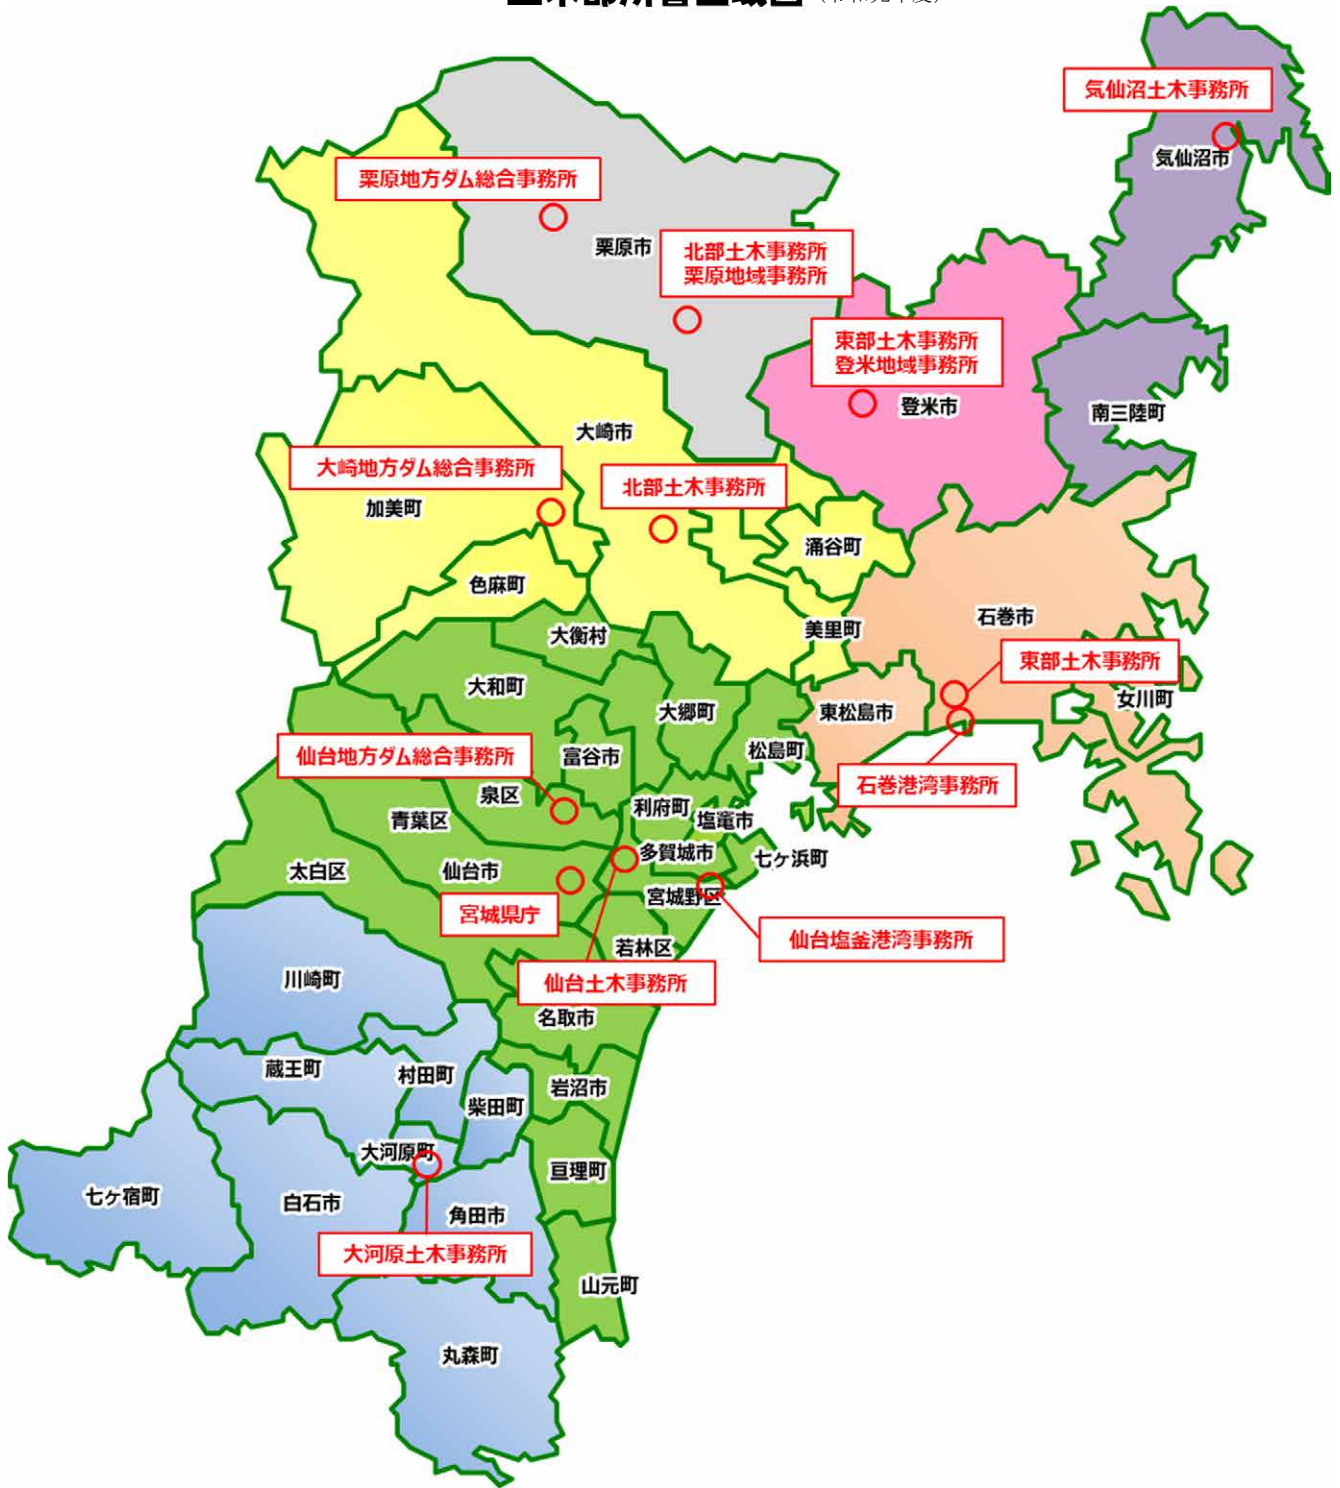 気仙沼土木事務所
気仙沼市
栗原地方ダム総合事務所
栗原市
北部土木事務所
栗原地域事務所
東部土木事務所
登米地域事務所
登米市
南三陸町
大崎市
大崎地方ダム総合事務所
北部土木事務所
加美町
涌谷町
色麻町
石巻市
美里町
大衡村
東部土木事務所
大和町
女川町
大郷町
東松島市
松島町
仙台地方ダム総合事務所
富谷市
石巻港湾事務所
泉区
利府町
塩竈市
青葉区
多賀城市
七ヶ浜町
太白区
仙台市
宮城野区
宮城県庁
仙台塩釜港湾事務所
若林区
川崎町
仙台土木事務所
名取市
蔵王町
村田町
岩沼市
柴田町
大河原町
亘理町
七ヶ宿町
白石市
角田市
大河原土木事務所
山元町
丸森町